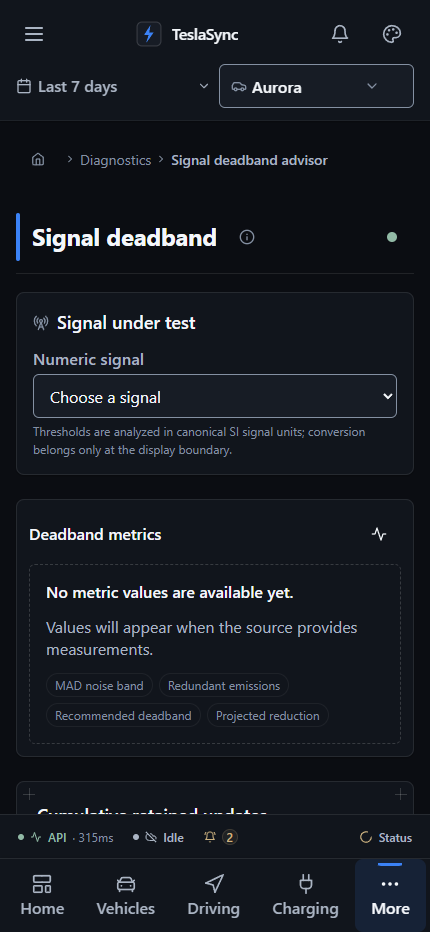 TeslaSync
Last 7 days
Aurora
Diagnostics
Signal deadband advisor
Signal deadband
Signal under test
Numeric signal
Choose a signal
Thresholds are analyzed in canonical SI signal units; conversion
belongs only at the display boundary.
Deadband metrics
No metric values are available yet.
Values will appear when the source provides
measurements.
MAD noise band
Redundant emissions
Recommended deadband
Projected reduction
Cumulative retained updates
API · 315ms
Idle
2
Status
Home
Vehicles
Driving
Charging
More